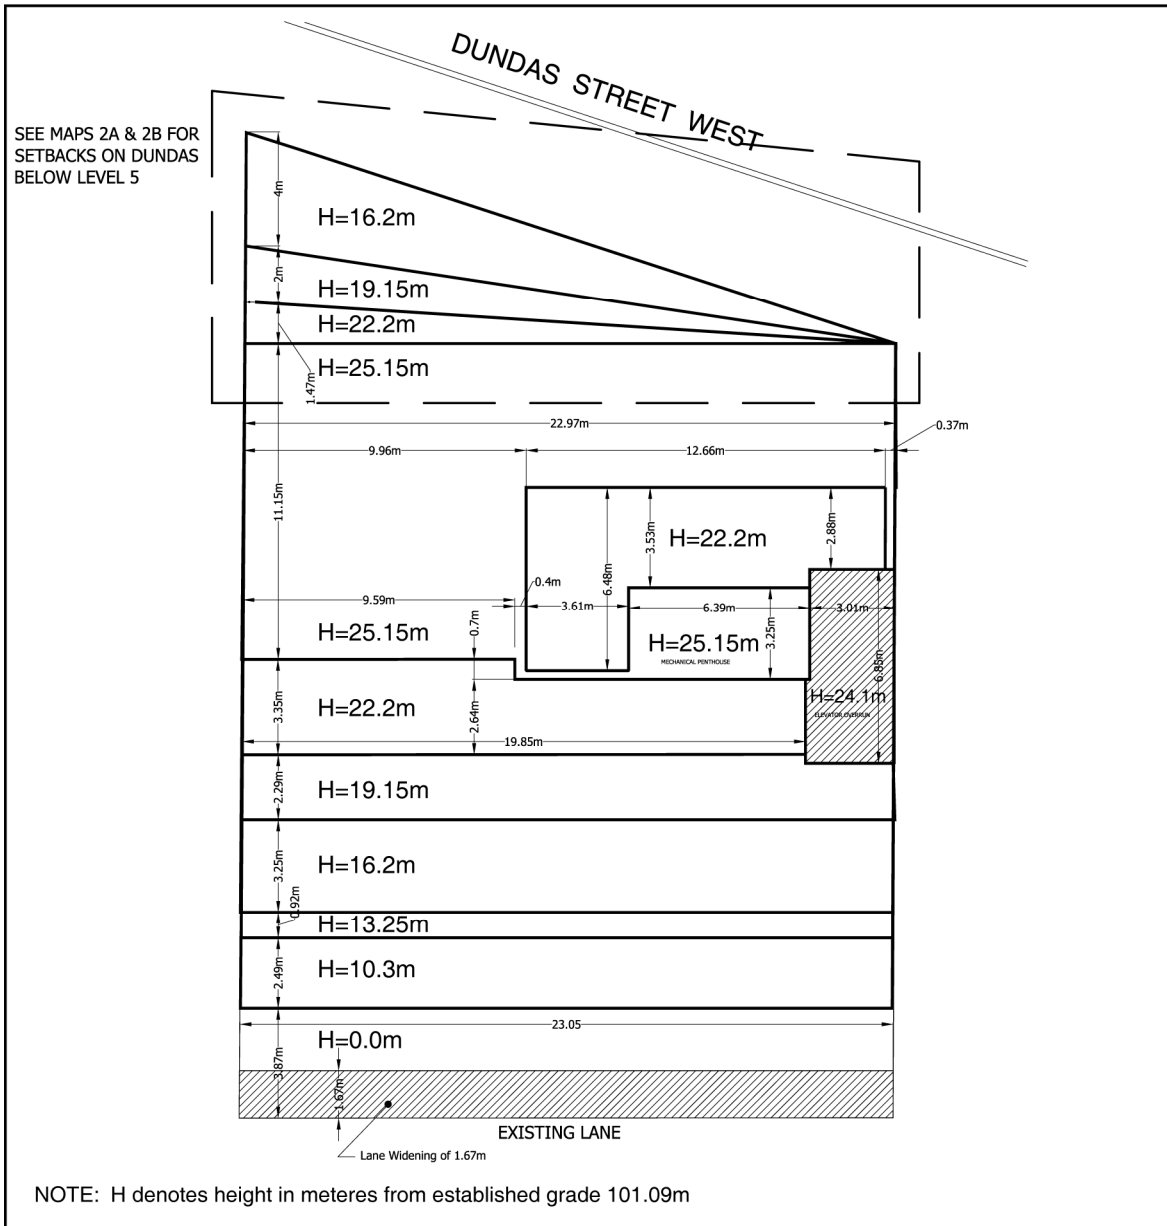 DUNDAS STREET WEST
SEE MAPS 2A & 2B FOR
SETBACKS ON DUNDAS
BELOW LEVEL 5
4m
H=16.2m
2m
H=19.15m
H=22.2m
H=25.15m
1.47m
22.97m
0.37m
9.96m
12.66m
11.15m
2.88m
3.53m
H=22.2m
6.48m
0.4m
9.59m
3.61m
6.39m
3.01m
0.7m
H=25.15m
3.25m
H=25.15m
MECHANICAL PENTHOUSE
6.85m
H=24.1m
ELEVATOR OVERRUN
3.35m
H=22.2m
2.64m
19.85m
2.29m
H=19.15m
3.25m
H=16.2m
0.92m
H=13.25m
2.49m
H=10.3m
23.05
H=0.0m
3.87m
1.67m
EXISTING LANE
Lane Widening of 1.67m
NOTE: H denotes height in meteres from established grade 101.09m